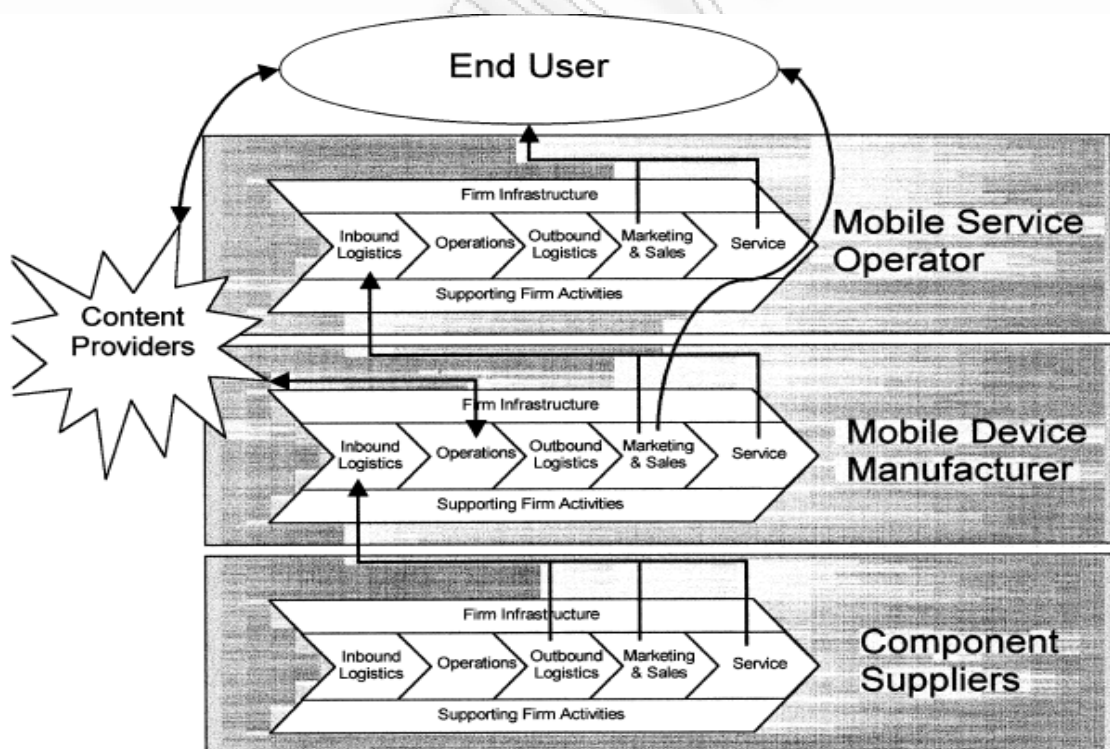 End User
Firm Infrastructure
Inbound
Logistics
Operations
Outbound
Logistics
Marketing
& Sales
Service
Supporting Firm Activities
Mobile Service
Operator
Content
Providers
Firm Infrastructure
Inbound
Logistics
Operations
Outbound
Logistics
Marketing
& Sales
Service
Supporting Firm Activities
Mobile Device
Manufacturer
Firm Infrastructure
Inbound
Logistics
Operations
Outbound
Logistics
Marketing
& Sales
Service
Supporting Firm Activities
Component
Suppliers